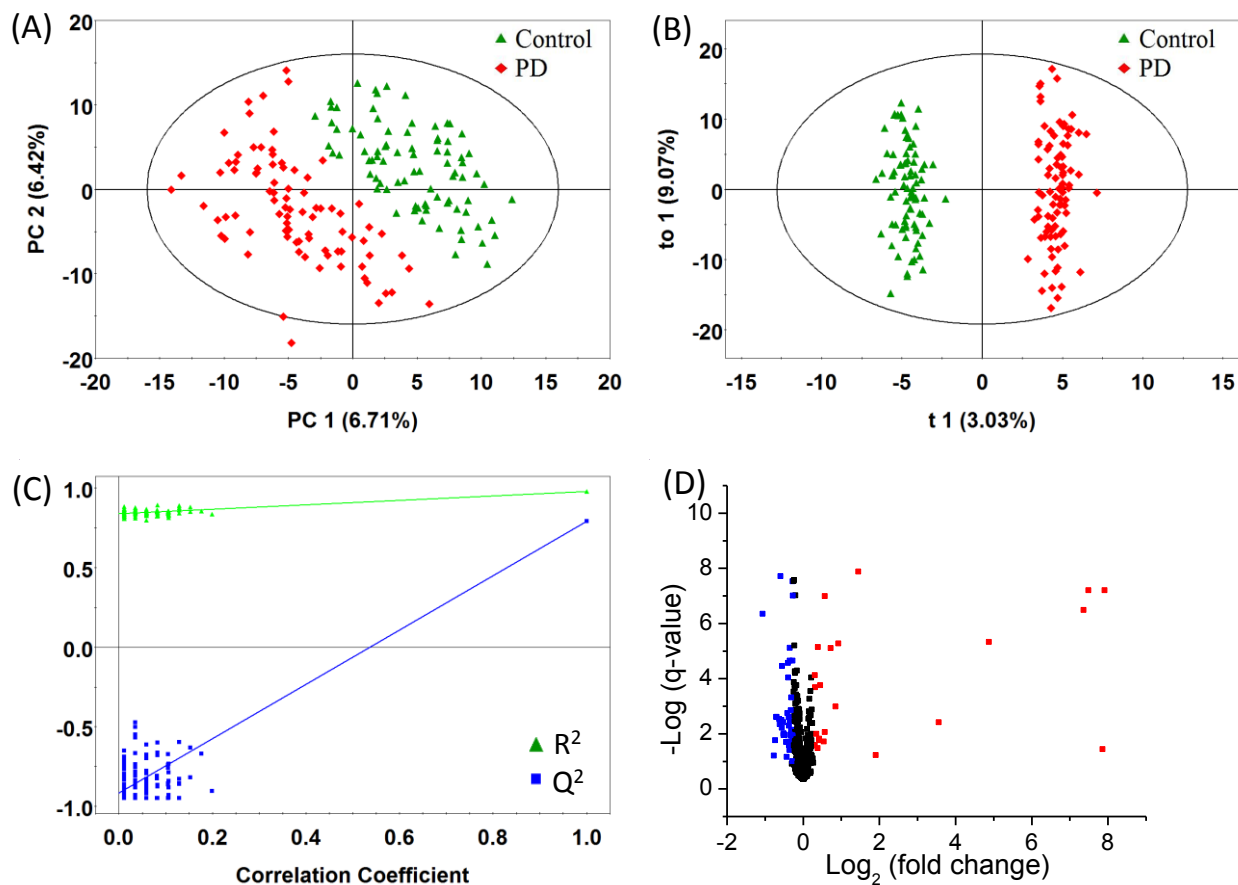 (A)
20
10
0
-10
-20
PC 2 (6.42%)
Control
PD
-20 -15 -10 -5 0 5 10 15 20
PC 1 (6.71%)
(B)
20
10
0
-10
-20
to 1 (9.07%)
Control
PD
-15 -10 -5 0 5 10 15
t 1 (3.03%)
(C)
1.0
0.5
0.0
-0.5
-1.0
R²
Q²
0.0 0.2 0.4 0.6 0.8 1.0
Correlation Coefficient
(D)
10
8
6
4
2
0
-Log (q-value)
-2 0 2 4 6 8
Log₂ (fold change)